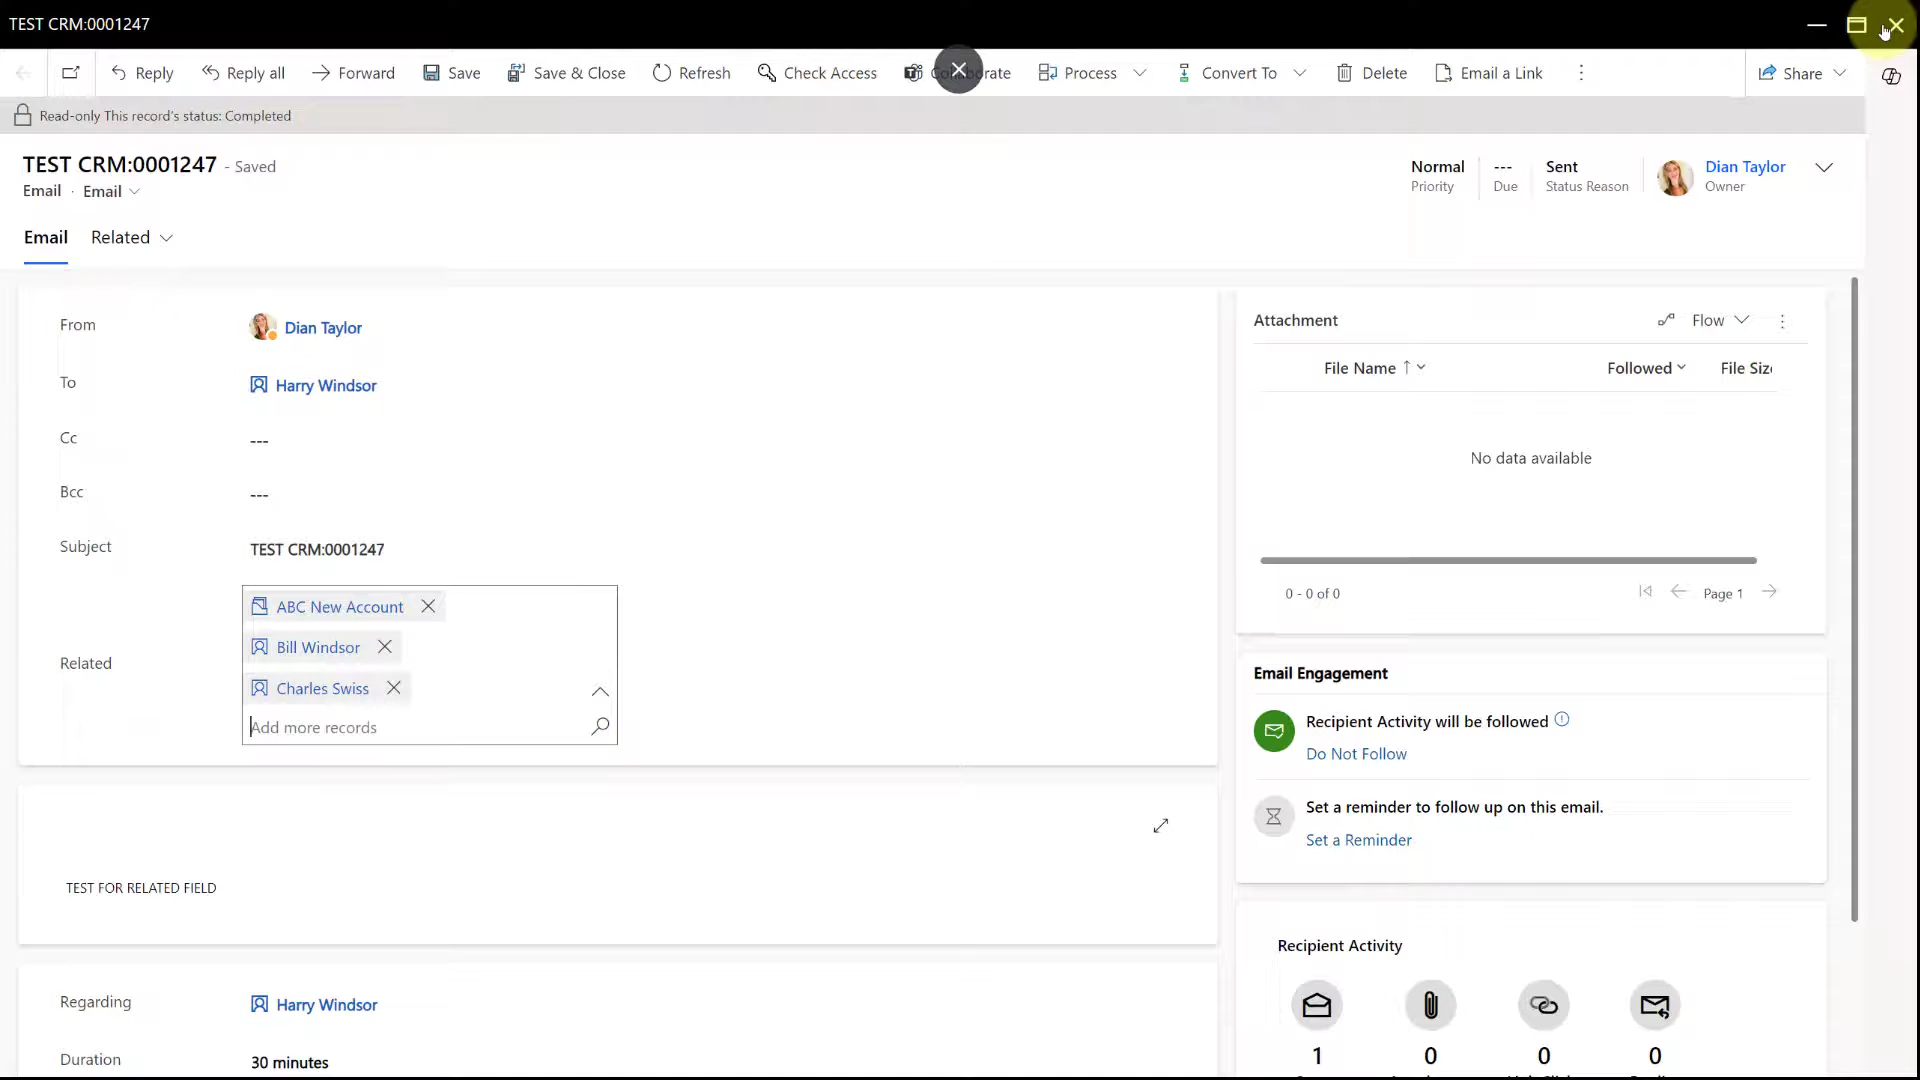 TEST CRM:0001247
Reply
Reply all
Forward
Save
Save & Close
Refresh
Check Access
Process
Convert To
Delete
Email a Link
Share
Read-only This record's status: Completed
TEST CRM:0001247 - Saved
Email · Email
Normal
Priority
---
Due
Sent
Status Reason
Dian Taylor
Owner
Email
Related
From
Dian Taylor
To
Harry Windsor
Cc
---
Bcc
---
Subject
TEST CRM:0001247
Related
ABC New Account
Bill Windsor
Charles Swiss
Add more records
TEST FOR RELATED FIELD
Regarding
Harry Windsor
Duration
30 minutes
Attachment
Flow
File Name
Followed
File Size
No data available
0 - 0 of 0
Page 1
Email Engagement
Recipient Activity will be followed
Do Not Follow
Set a reminder to follow up on this email.
Set a Reminder
Recipient Activity
1
0
0
0